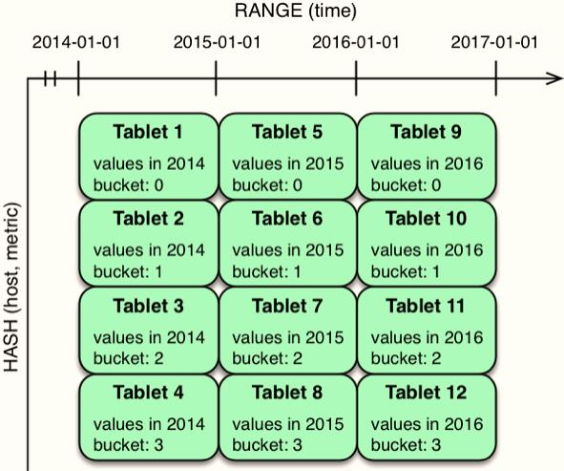 RANGE (time)
2014-01-01 2015-01-01 2016-01-01 2017-01-01
HASH (host, metric)
Tablet 1
values in 2014
bucket: 0
Tablet 5
values in 2015
bucket: 0
Tablet 9
values in 2016
bucket: 0
Tablet 2
values in 2014
bucket: 1
Tablet 6
values in 2015
bucket: 1
Tablet 10
values in 2016
bucket: 1
Tablet 3
values in 2014
bucket: 2
Tablet 7
values in 2015
bucket: 2
Tablet 11
values in 2016
bucket: 2
Tablet 4
values in 2014
bucket: 3
Tablet 8
values in 2015
bucket: 3
Tablet 12
values in 2016
bucket: 3